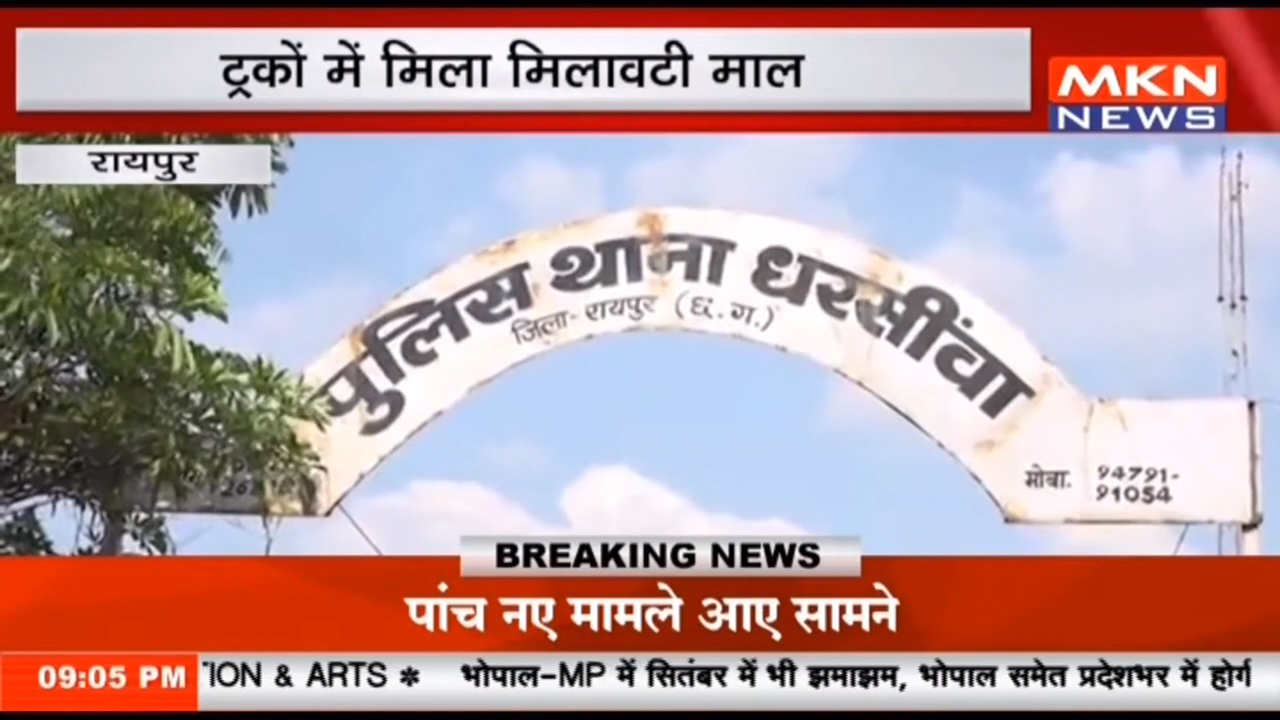 ट्रकों में मिला मिलावटी माल
MKN
NEWS
रायपुर
पुलिस थाना धरसींवा
जिला-रायपुर (छ.ग.)
मोबा. 94791-
91054
BREAKING NEWS
पांच नए मामले आए सामने
09:05 PM
TION & ARTS * भोपाल-MP में सितंबर में भी झमाझम, भोपाल समेत प्रदेशभर में